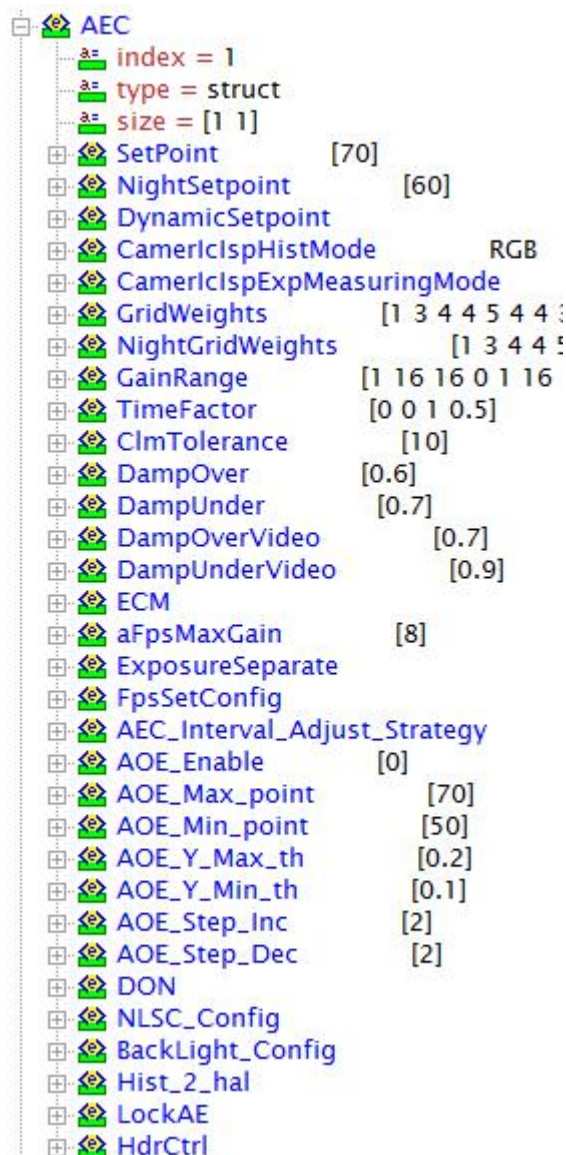 AEC
index = 1
type = struct
size = [1 1]
SetPoint [70]
NightSetpoint [60]
DynamicSetpoint
CamerIcIspHistMode RGB
CamerIcIspExpMeasuringMode
GridWeights [1 3 4 4 5 4 4 3
NightGridWeights [1 3 4 4 5
GainRange [1 16 16 0 1 16
TimeFactor [0 0 1 0.5]
ClmTolerance [10]
DampOver [0.6]
DampUnder [0.7]
DampOverVideo [0.7]
DampUnderVideo [0.9]
ECM
aFpsMaxGain [8]
ExposureSeparate
FpsSetConfig
AEC_Interval_Adjust_Strategy
AOE_Enable [0]
AOE_Max_point [70]
AOE_Min_point [50]
AOE_Y_Max_th [0.2]
AOE_Y_Min_th [0.1]
AOE_Step_Inc [2]
AOE_Step_Dec [2]
DON
NLSC_Config
BackLight_Config
Hist_2_hal
LockAE
HdrCtrl